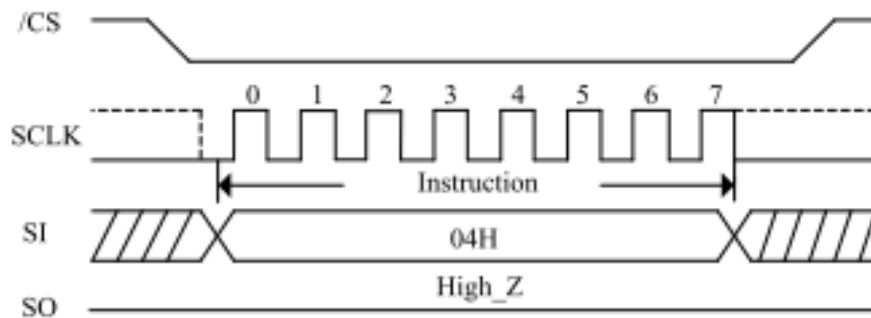 /CS
0 1 2 3 4 5 6 7
SCLK
Instruction
SI
04H
High_Z
SO